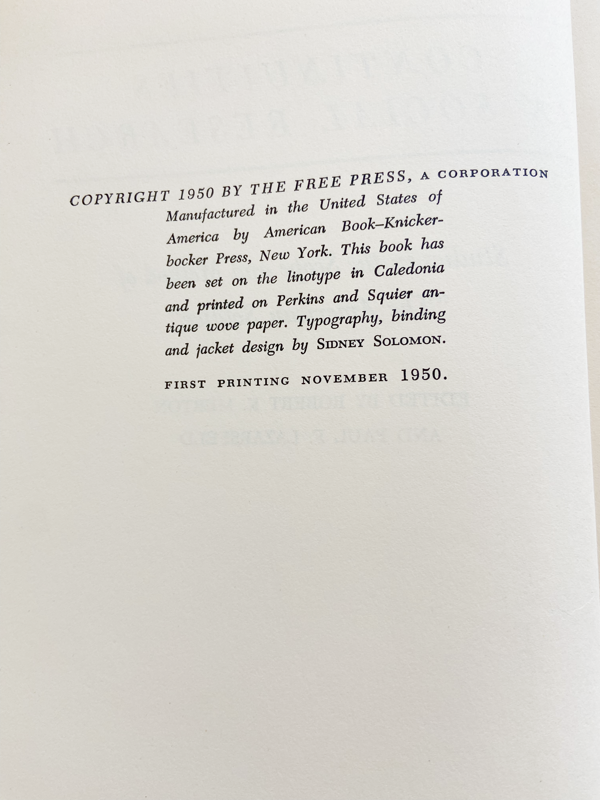 COPYRIGHT 1950 BY THE FREE PRESS, A CORPORATION
Manufactured in the United States of
America by American Book–Knicker-
bocker Press, New York. This book has
been set on the linotype in Caledonia
and printed on Perkins and Squier an-
tique wove paper. Typography, binding
and jacket design by SIDNEY SOLOMON.
FIRST PRINTING NOVEMBER 1950.